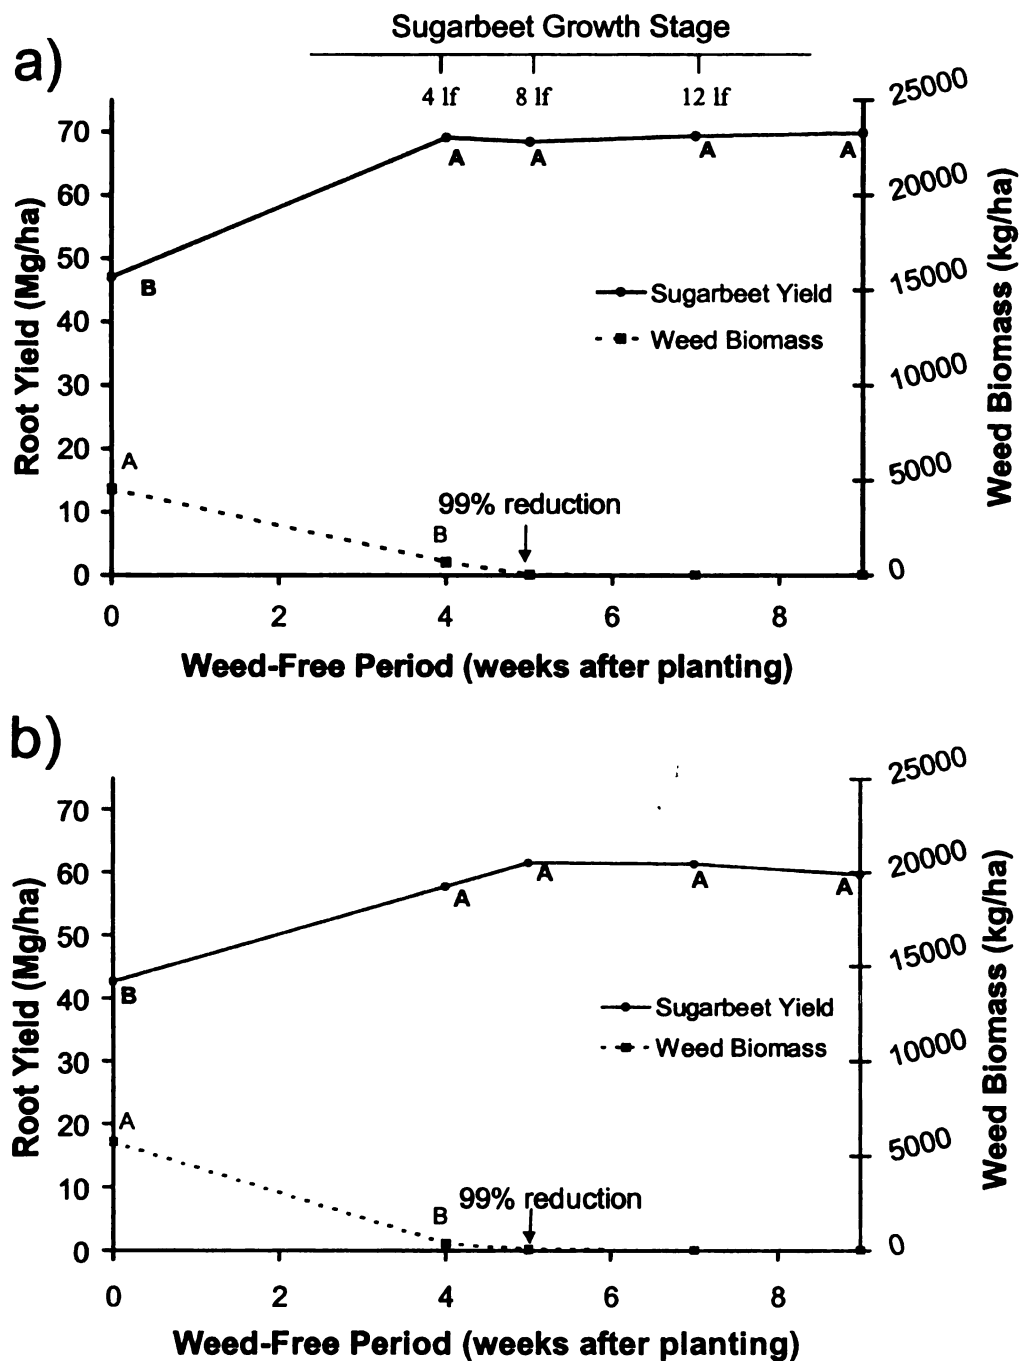 Sugarbeet Growth Stage
a)
4 lf 8 lf 12 lf
70
60
50
40
30
20
10
0
Root Yield (Mg/ha)
25000
20000
15000
10000
5000
0
Weed Biomass (kg/ha)
A A A A
B
Sugarbeet Yield
Weed Biomass
A
99% reduction
B
0 2 4 6 8
Weed-Free Period (weeks after planting)
b)
70
60
50
40
30
20
10
0
Root Yield (Mg/ha)
25000
20000
15000
10000
5000
0
Weed Biomass (kg/ha)
A A A A
B
Sugarbeet Yield
Weed Biomass
A
99% reduction
B
0 2 4 6 8
Weed-Free Period (weeks after planting)